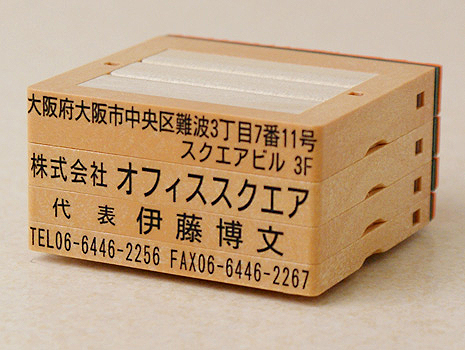 大阪府大阪市中央区難波3丁目7番11号
スクエアビル 3F
株式会社 オフィススクエア
代 表 伊藤博文
TEL06-6446-2256 FAX06-6446-2267